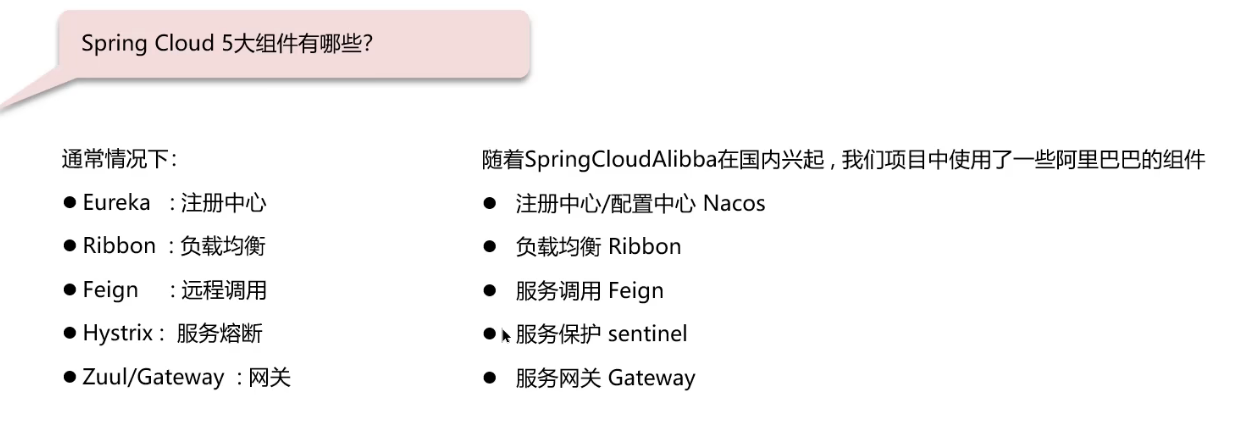 Spring Cloud 5大组件有哪些?
通常情况下:
● Eureka : 注册中心
● Ribbon : 负载均衡
● Feign : 远程调用
● Hystrix : 服务熔断
● Zuul/Gateway : 网关
随着SpringCloudAlibba在国内兴起 , 我们项目中使用了一些阿里巴巴的组件
● 注册中心/配置中心 Nacos
● 负载均衡 Ribbon
● 服务调用 Feign
● 服务保护 sentinel
● 服务网关 Gateway